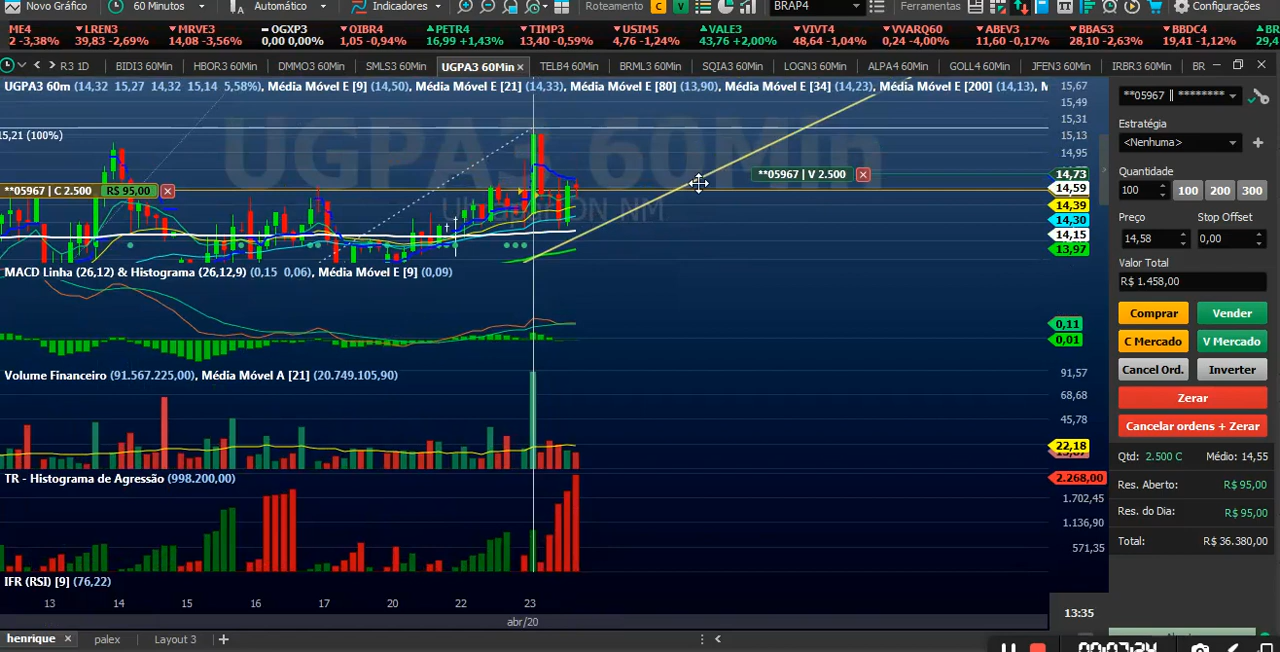 Novo Gráfico 60 Minutos Automático Indicadores Roteamento C V BRAP4 Ferramentas Configurações
ME4 LREN3 MRVE3 OGXP3 OIBR4 PETR4 TIMP3 USIM5 VALE3 VIVT4 VVARQ60 ABEV3 BBAS3 BBDC4 BR
2 -3,38% 39,83 -2,69% 14,08 -3,56% 0,00 0,00% 1,05 -0,94% 16,99 +1,43% 13,40 -0,59% 4,76 -1,24% 43,76 +2,00% 48,64 -1,04% 0,24 -4,00% 11,60 -0,17% 28,10 -2,63% 19,41 -1,12% 29,4
R3 1D BIDI3 60Min HBOR3 60Min DMMO3 60Min SMLS3 60Min UGPA3 60Min TELB4 60Min BRML3 60Min SQIA3 60Min LOGN3 60Min ALPA4 60Min GOLL4 60Min JFEN3 60Min IRBR3 60Min BR
UGPA3 60m (14,32 15,27 14,32 15,14 5,58%), Média Móvel E [9] (14,50), Média Móvel E [21] (14,33), Média Móvel E [80] (13,90), Média Móvel E [34] (14,23), Média Móvel E [200] (14,13), M
UGPA3 60Min
ULTRAPAR ON NM
15,21 (100%)
**05967 | C 2.500 R$ 95,00
**05967 | V 2.500
15,67
15,49
15,31
15,13
14,95
14,73
14,59
14,39
14,30
14,15
13,97
MACD Linha (26,12) & Histograma (26,12,9) (0,15 0,06), Média Móvel E [9] (0,09)
0,11
0,01
Volume Financeiro (91.567.225,00), Média Móvel A [21] (20.749.105,90)
91,57
68,68
45,78
22,18
TR - Histograma de Agressão (998.200,00)
2.268,00
1.702,45
1.136,90
571,35
IFR (RSI) [9] (76,22)
13 14 15 16 17 20 22 23
abr/20
13:35
henrique palex Layout 3
**05967 | ********
Estratégia
<Nenhuma>
Quantidade
100 100 200 300
Preço Stop Offset
14,58 0,00
Valor Total
R$ 1.458,00
Comprar Vender
C Mercado V Mercado
Cancel Ord. Inverter
Zerar
Cancelar ordens + Zerar
Qtd: 2.500 C Médio: 14,55
Res. Aberto: R$ 95,00
Res. do Dia: R$ 95,00
Total: R$ 36.380,00
00:07:24